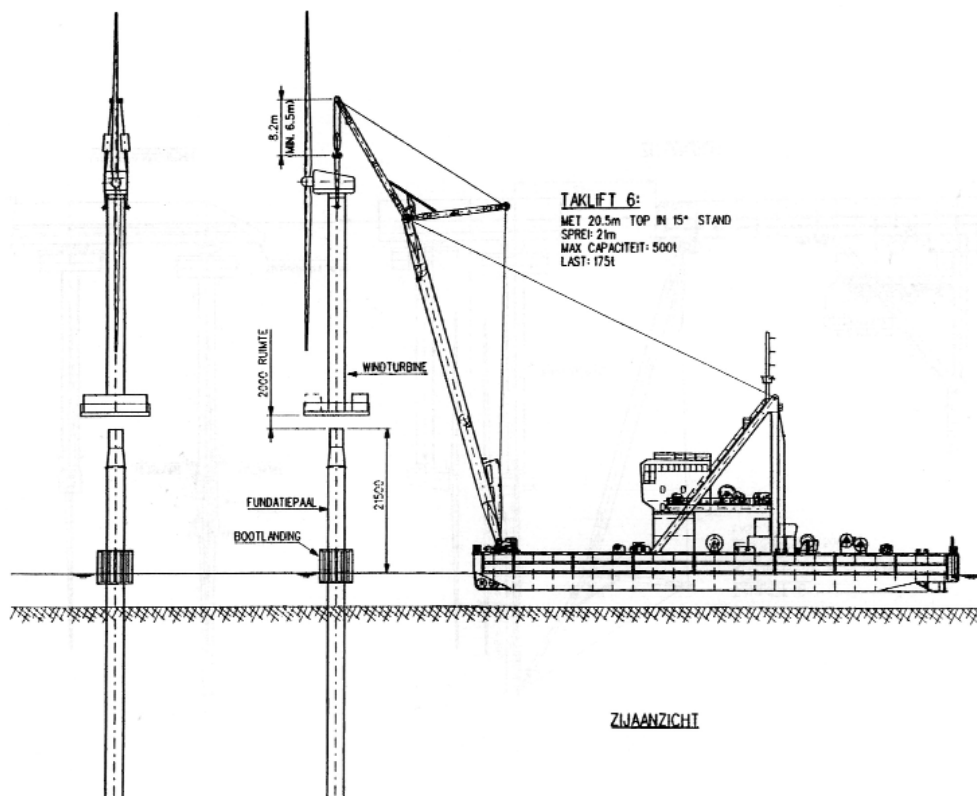 8.2m
(MIN. 6.5m)
TAKLIFT 6:
MET 20.5m TOP IN 15° STAND
SPREI: 21m
MAX CAPACITEIT: 500t
LAST: 175t
2000 RUIMTE
WINDTURBINE
21500
FUNDATIEPAAL
BOOTLANDING
ZIJAANZICHT